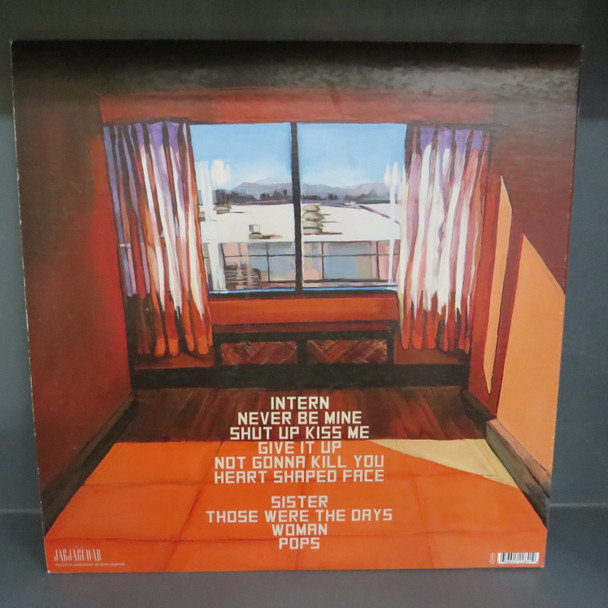 INTERN
NEVER BE MINE
SHUT UP KISS ME
GIVE IT UP
NOT GONNA KILL YOU
HEART SHAPED FACE
SISTER
THOSE WERE THE DAYS
WOMAN
POPS
JAGJAGUWAR